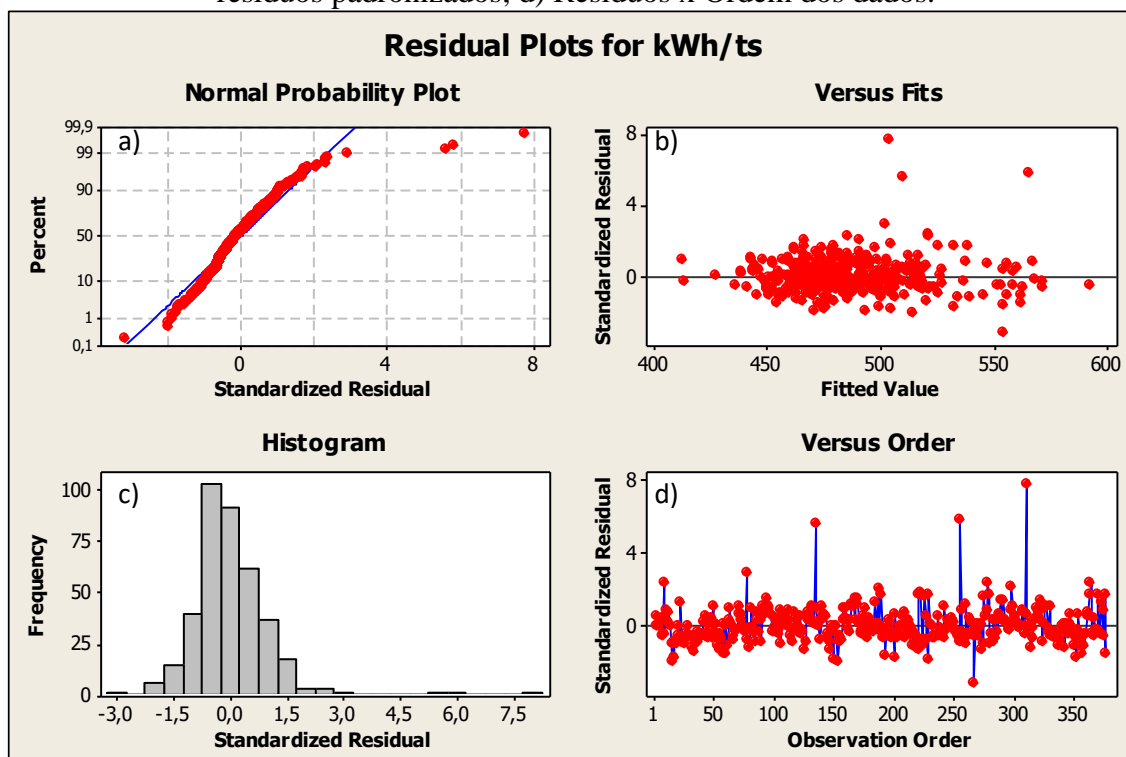 resíduos padronizados; d) Resíduos x Ordem dos dados.
Residual Plots for kWh/ts
Normal Probability Plot
99,9
99
90
50
10
1
0,1
a)
Percent
0
4
8
Standardized Residual
Versus Fits
8
4
0
b)
Standardized Residual
400
450
500
550
600
Fitted Value
Histogram
100
75
50
25
0
c)
Frequency
-3,0
-1,5
0,0
1,5
3,0
4,5
6,0
7,5
Standardized Residual
Versus Order
8
4
0
d)
Standardized Residual
1
50
100
150
200
250
300
350
Observation Order